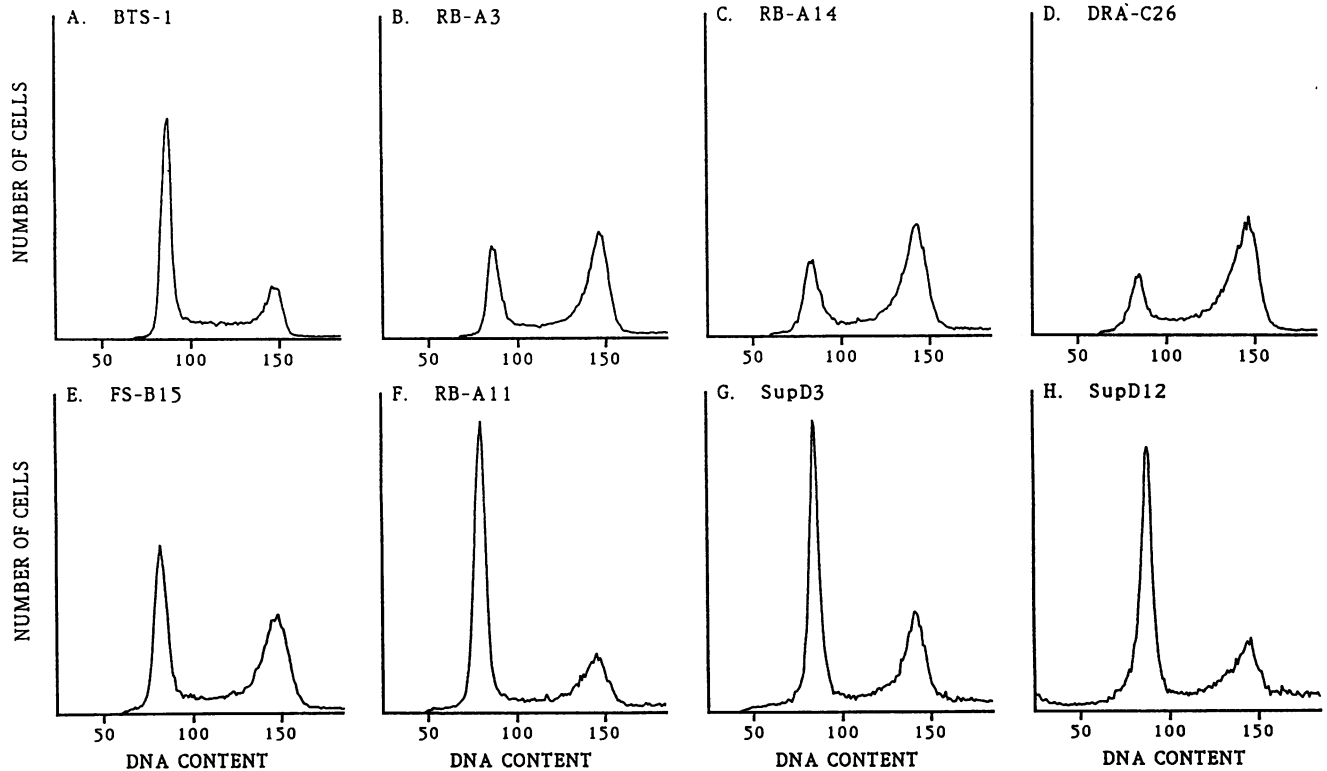 A. BTS-1
B. RB-A3
C. RB-A14
D. DRA-C26
NUMBER OF CELLS
50 100 150
50 100 150
50 100 150
50 100 150
E. FS-B15
F. RB-A11
G. SupD3
H. SupD12
NUMBER OF CELLS
50 100 150
50 100 150
50 100 150
50 100 150
DNA CONTENT
DNA CONTENT
DNA CONTENT
DNA CONTENT